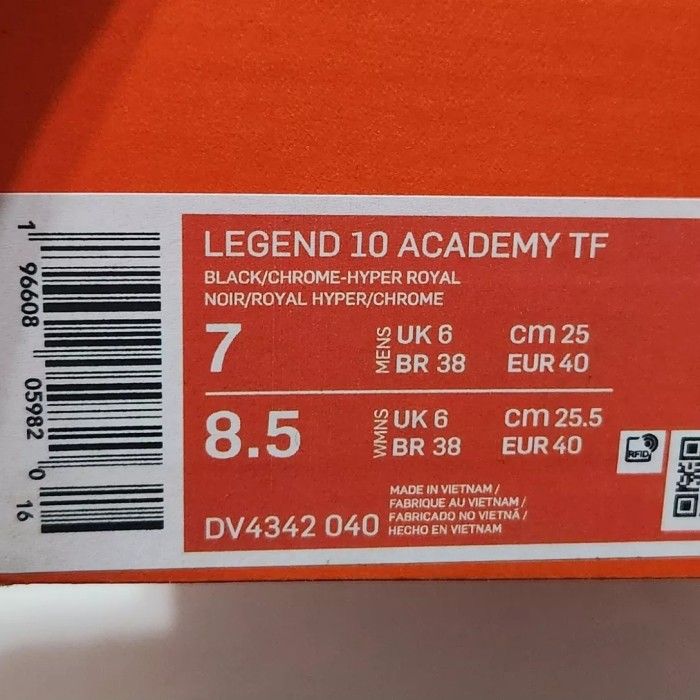 LEGEND 10 ACADEMY TF
BLACK/CHROME-HYPER ROYAL
NOIR/ROYAL HYPER/CHROME
7 MENS UK 6 cm 25
BR 38 EUR 40
8.5 WMNS UK 6 cm 25.5
BR 38 EUR 40
RFID
MADE IN VIETNAM /
FABRIQUE AU VIETNAM /
FABRICADO NO VIETNÃ /
HECHO EN VIETNAM
DV4342 040
1 96608 05982 0 16